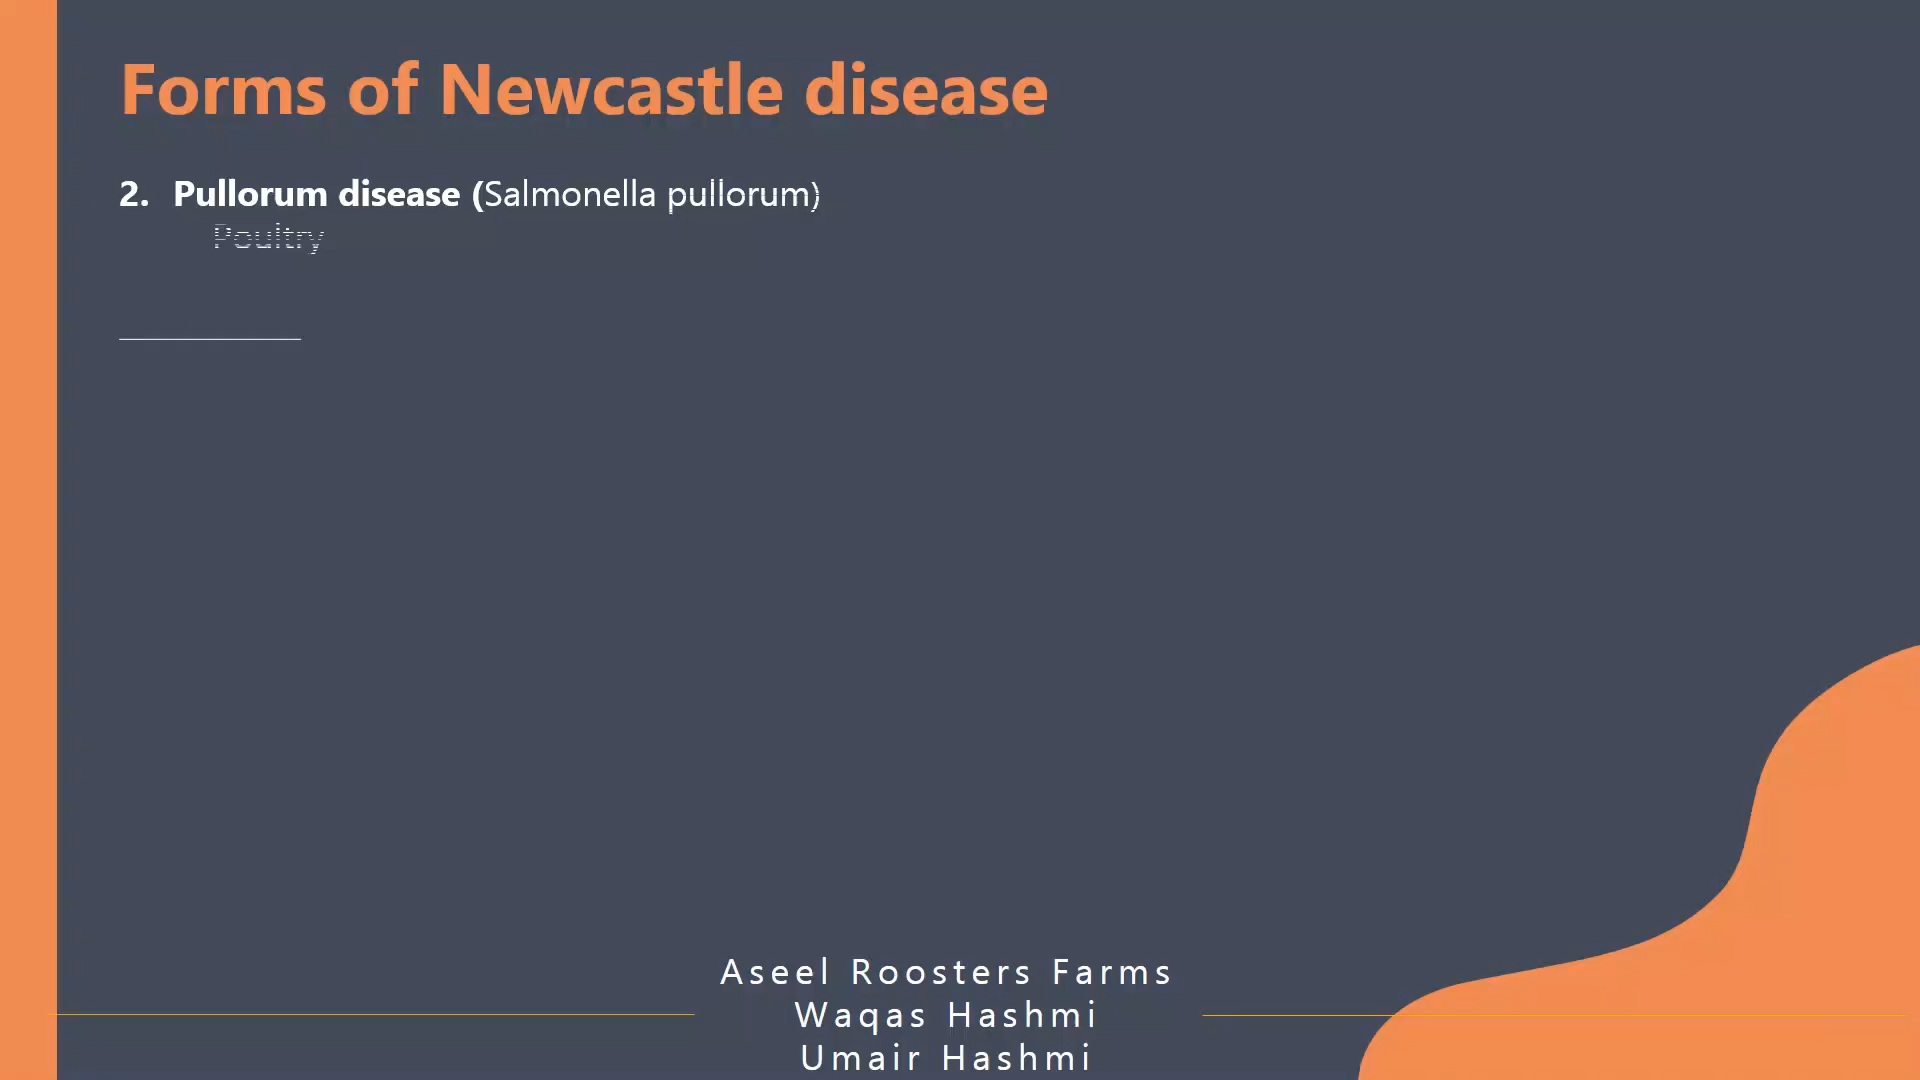 Forms of Newcastle disease
2. Pullorum disease (Salmonella pullorum)
Poultry
Aseel Roosters Farms
Waqas Hashmi
Umair Hashmi